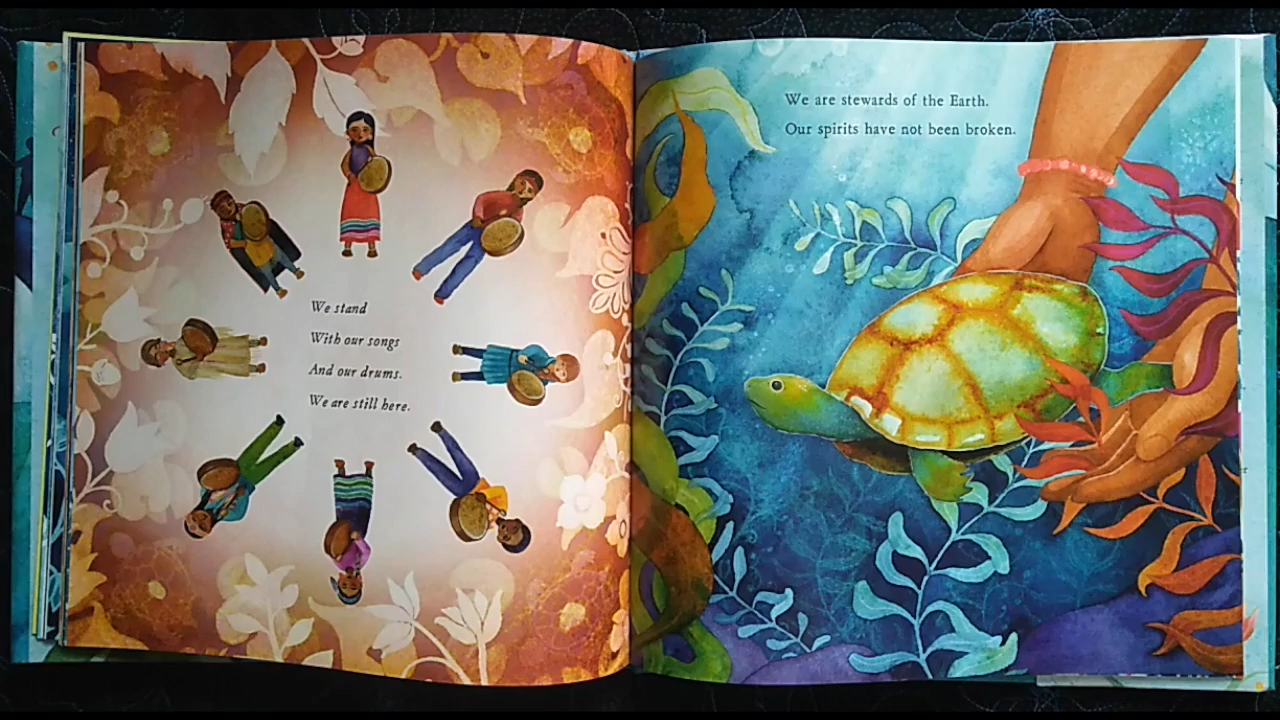 We stand
With our songs
And our drums.
We are still here.
We are stewards of the Earth.
Our spirits have not been broken.